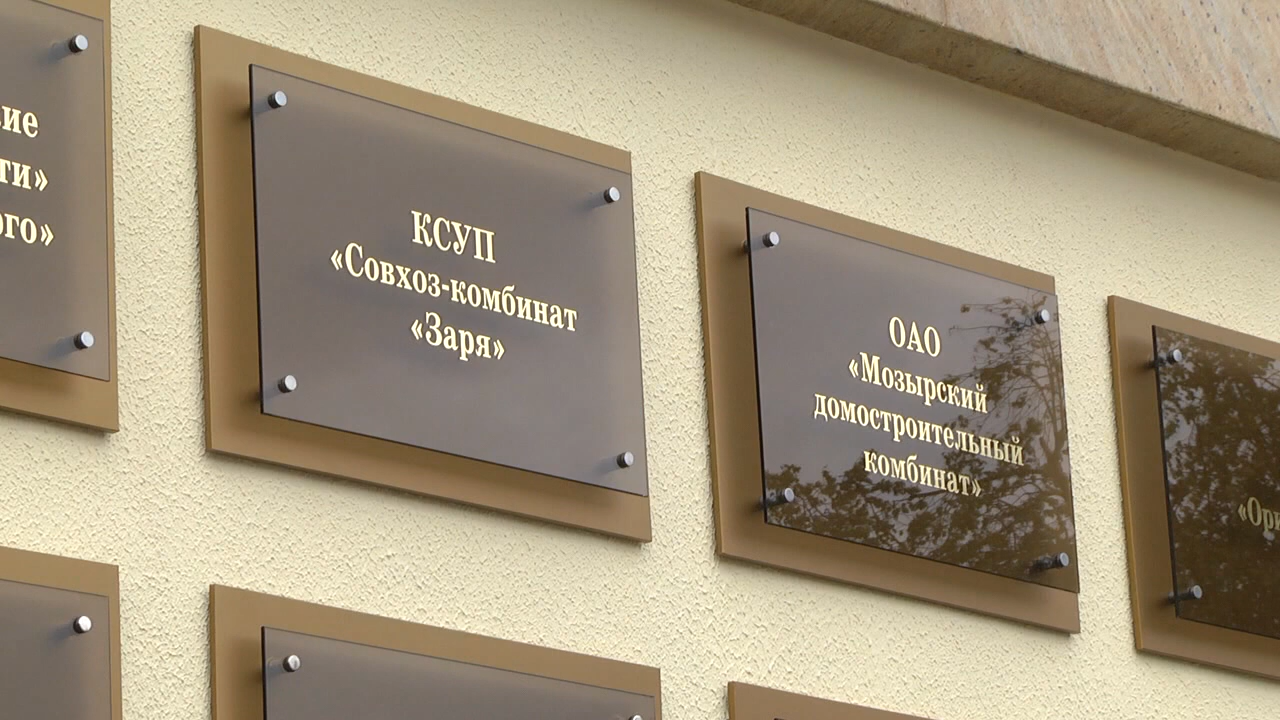 КСУП
«Совхоз-комбинат
«Заря»
ОАО
«Мозырский
домостроительный
комбинат»